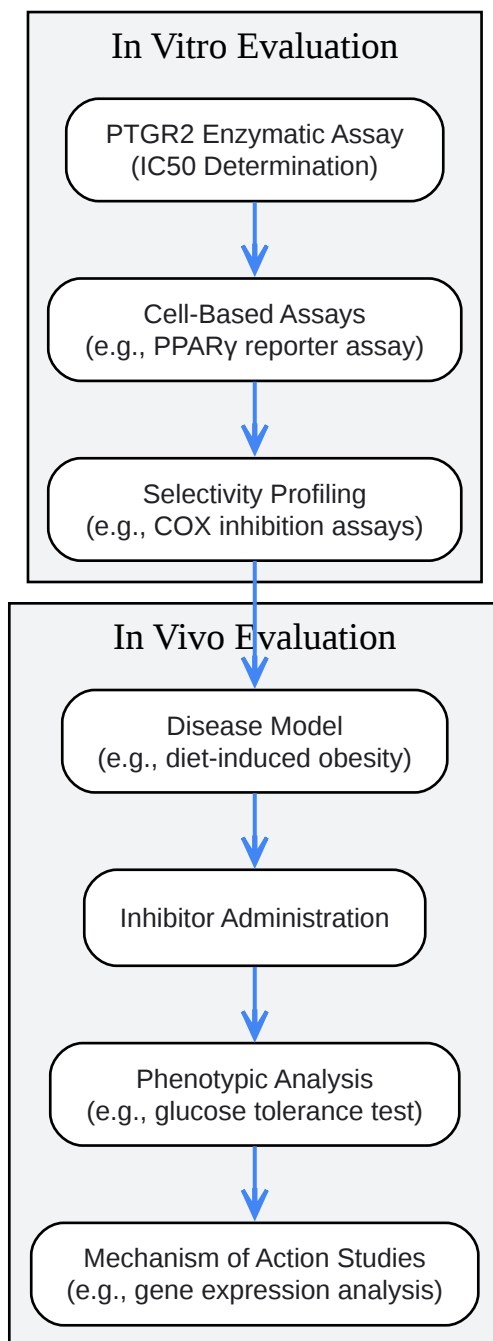 In Vitro Evaluation
PTGR2 Enzymatic Assay
(IC50 Determination)
Cell-Based Assays
(e.g., PPARγ reporter assay)
Selectivity Profiling
(e.g., COX inhibition assays)
In Vivo Evaluation
Disease Model
(e.g., diet-induced obesity)
Inhibitor Administration
Phenotypic Analysis
(e.g., glucose tolerance test)
Mechanism of Action Studies
(e.g., gene expression analysis)